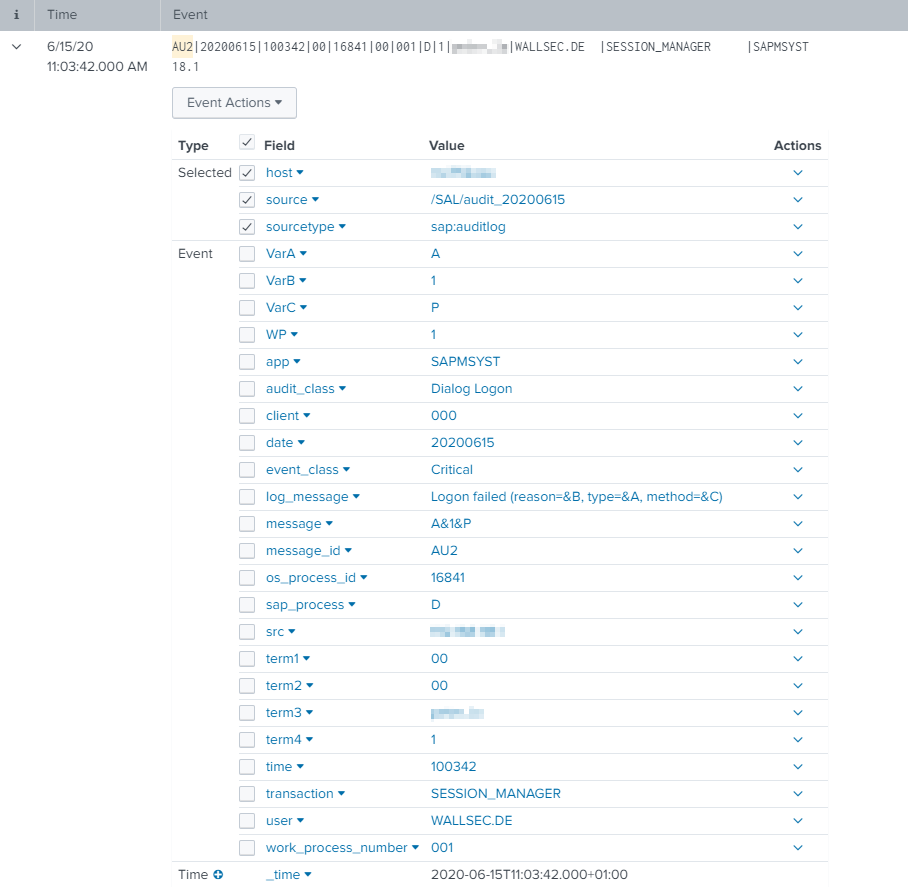 i Time Event
6/15/20 AU2|20200615|100342|00|16841|00|001|D|1| |WALLSEC.DE |SESSION_MANAGER |SAPMSYST
11:03:42.000 AM 18.1
Event Actions
Type Field Value Actions
Selected host
source /SAL/audit_20200615
sourcetype sap:auditlog
Event VarA A
VarB 1
VarC P
WP 1
app SAPMSYST
audit_class Dialog Logon
client 000
date 20200615
event_class Critical
log_message Logon failed (reason=&B, type=&A, method=&C)
message A&1&P
message_id AU2
os_process_id 16841
sap_process D
src
term1 00
term2 00
term3
term4 1
time 100342
transaction SESSION_MANAGER
user WALLSEC.DE
work_process_number 001
Time _time 2020-06-15T11:03:42.000+01:00